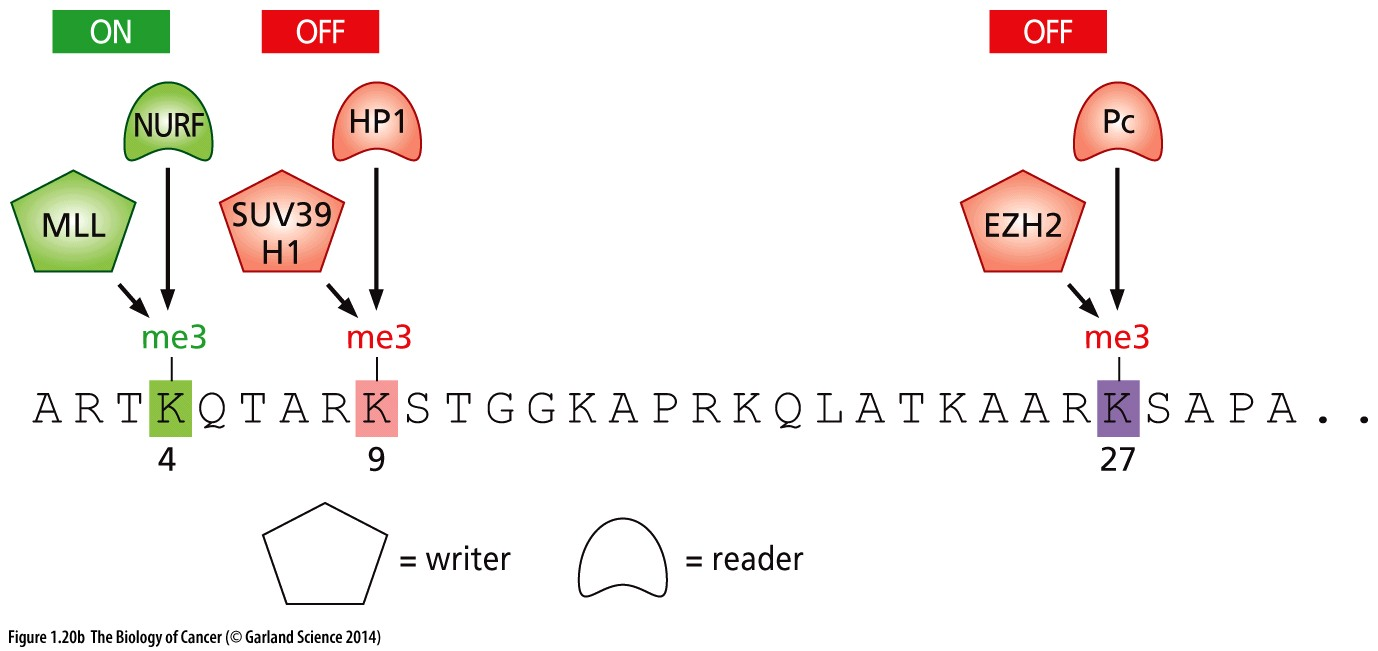 ON OFF OFF
NURF HP1 Pc
MLL SUV39 H1 EZH2
me3 me3 me3
A R T K Q T A R K S T G G K A P R K Q L A T K A A R K S A P A . .
4 9 27
= writer = reader
Figure 1.20b The Biology of Cancer (© Garland Science 2014)